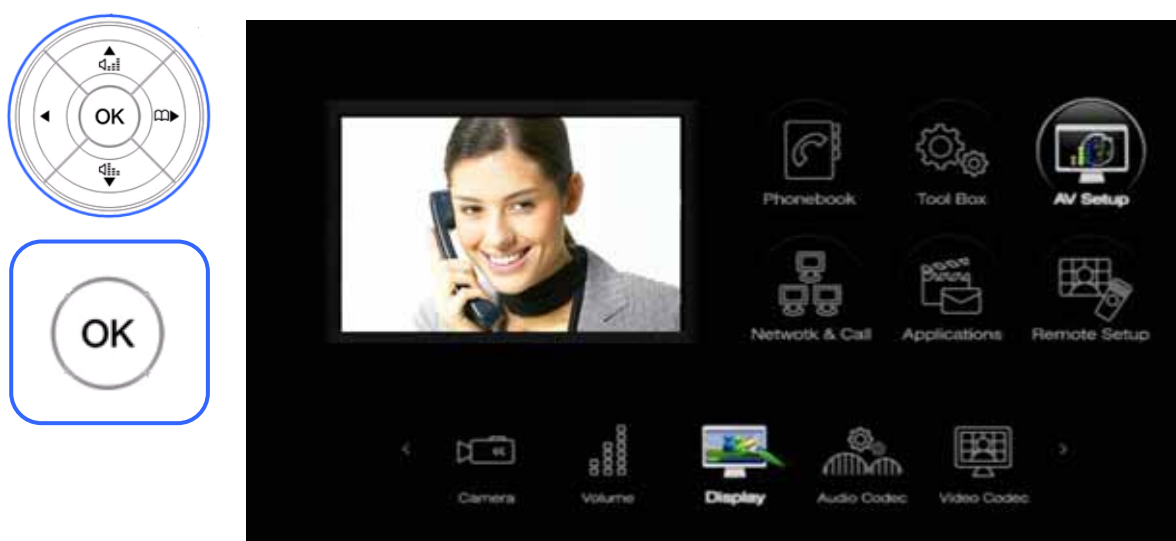 OK
OK
Phonebook
Tool Box
AV Setup
Netwotk & Call
Applications
Remote Setup
Camera
Volume
Display
Audio Codec
Video Codec